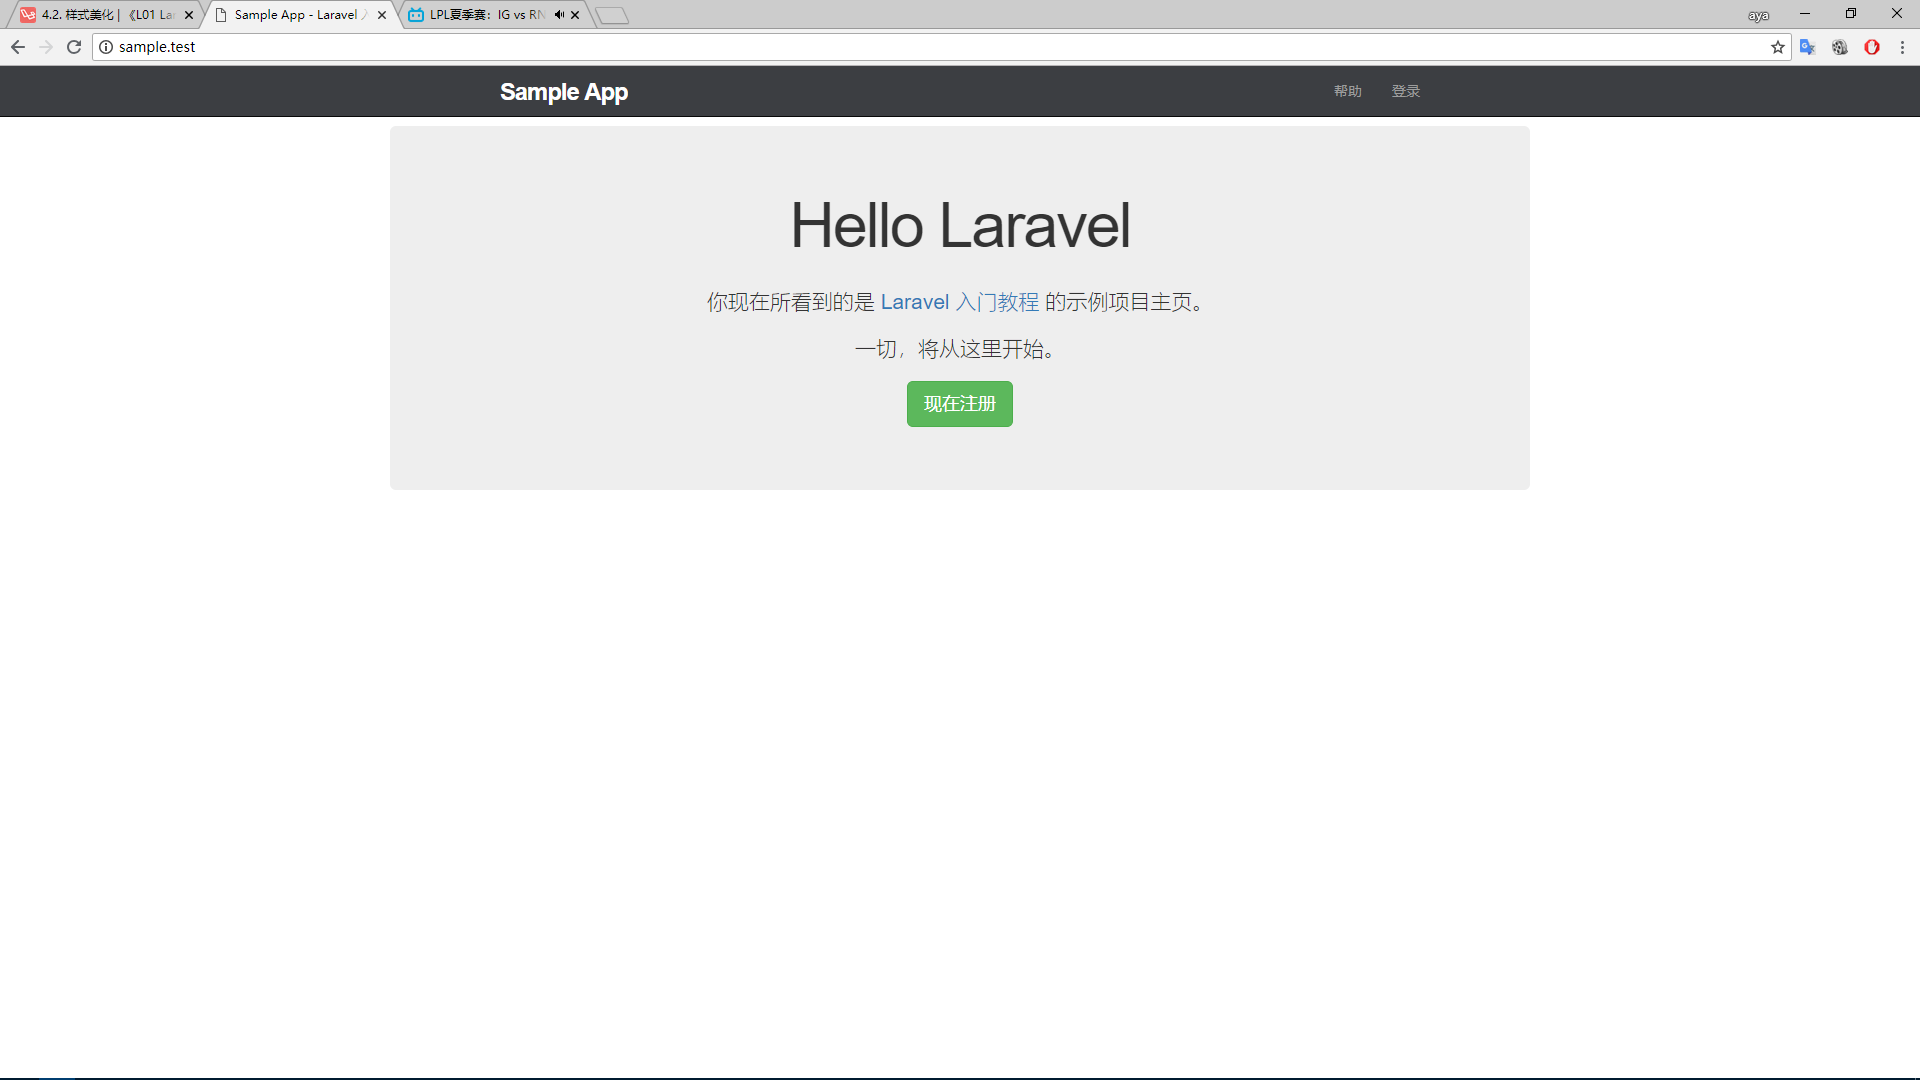 4.2. 样式美化 | 《L01 Lar
Sample App - Laravel 入
LPL夏季赛：IG vs RN
aya
sample.test
Sample App
帮助
登录
Hello Laravel
你现在所看到的是 Laravel 入门教程 的示例项目主页。
一切，将从这里开始。
现在注册